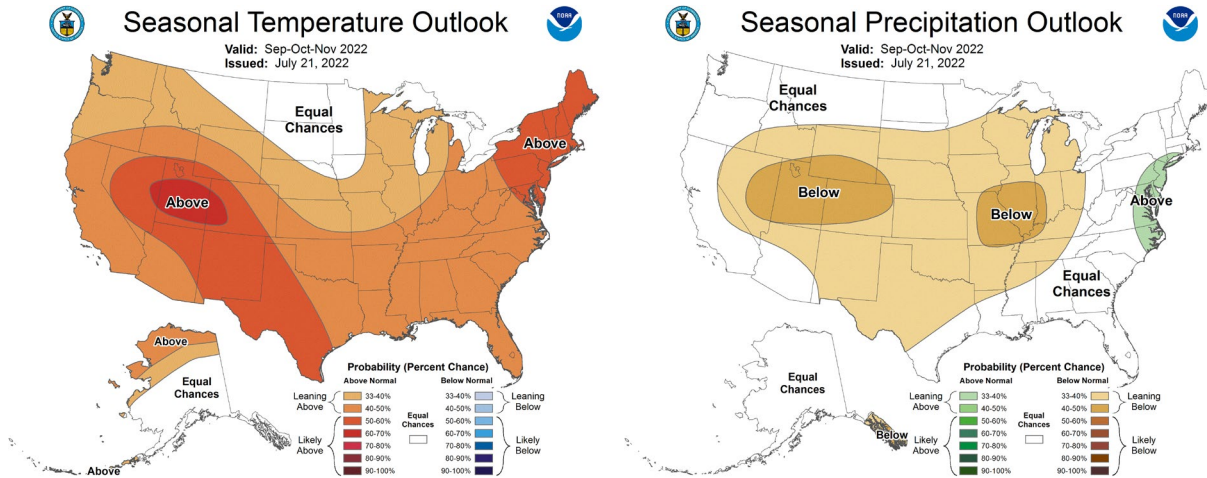 Seasonal Temperature Outlook
NOAA
Valid: Sep-Oct-Nov 2022
Issued: July 21, 2022
Equal
Chances
Above
Above
Above
Equal
Chances
Above
Probability (Percent Chance)
Above Normal
Below Normal
Leaning
Above
33-40%
40-50%
Likely
Above
50-60%
60-70%
70-80%
80-90%
90-100%
Equal
Chances
33-40%
40-50%
Leaning
Below
50-60%
60-70%
70-80%
80-90%
90-100%
Likely
Below
Seasonal Precipitation Outlook
NOAA
Valid: Sep-Oct-Nov 2022
Issued: July 21, 2022
Equal
Chances
Below
Below
Above
Equal
Chances
Equal
Chances
Below
Probability (Percent Chance)
Above Normal
Below Normal
Leaning
Above
33-40%
40-50%
Likely
Above
50-60%
60-70%
70-80%
80-90%
90-100%
Equal
Chances
33-40%
40-50%
Leaning
Below
50-60%
60-70%
70-80%
80-90%
90-100%
Likely
Below